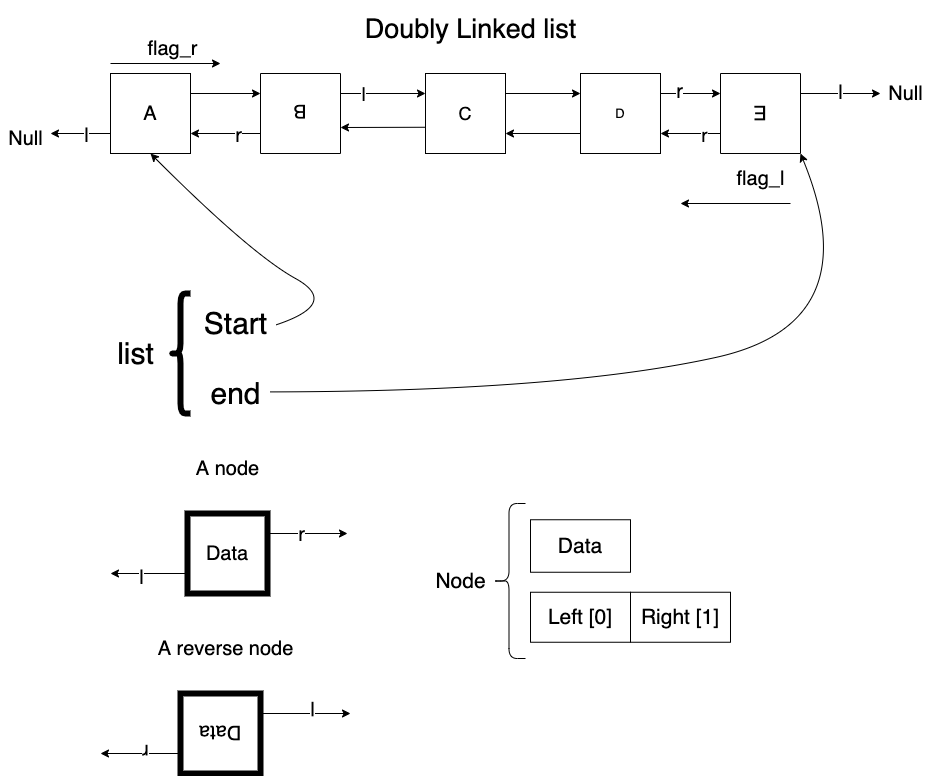 Doubly Linked list
flag_r
A
B
l
C
D
r
E
l
Null
Null
l
r
r
flag_l
Start
list
end
A node
Data
r
l
Node
Data
Left [0]
Right [1]
A reverse node
Data
l
r